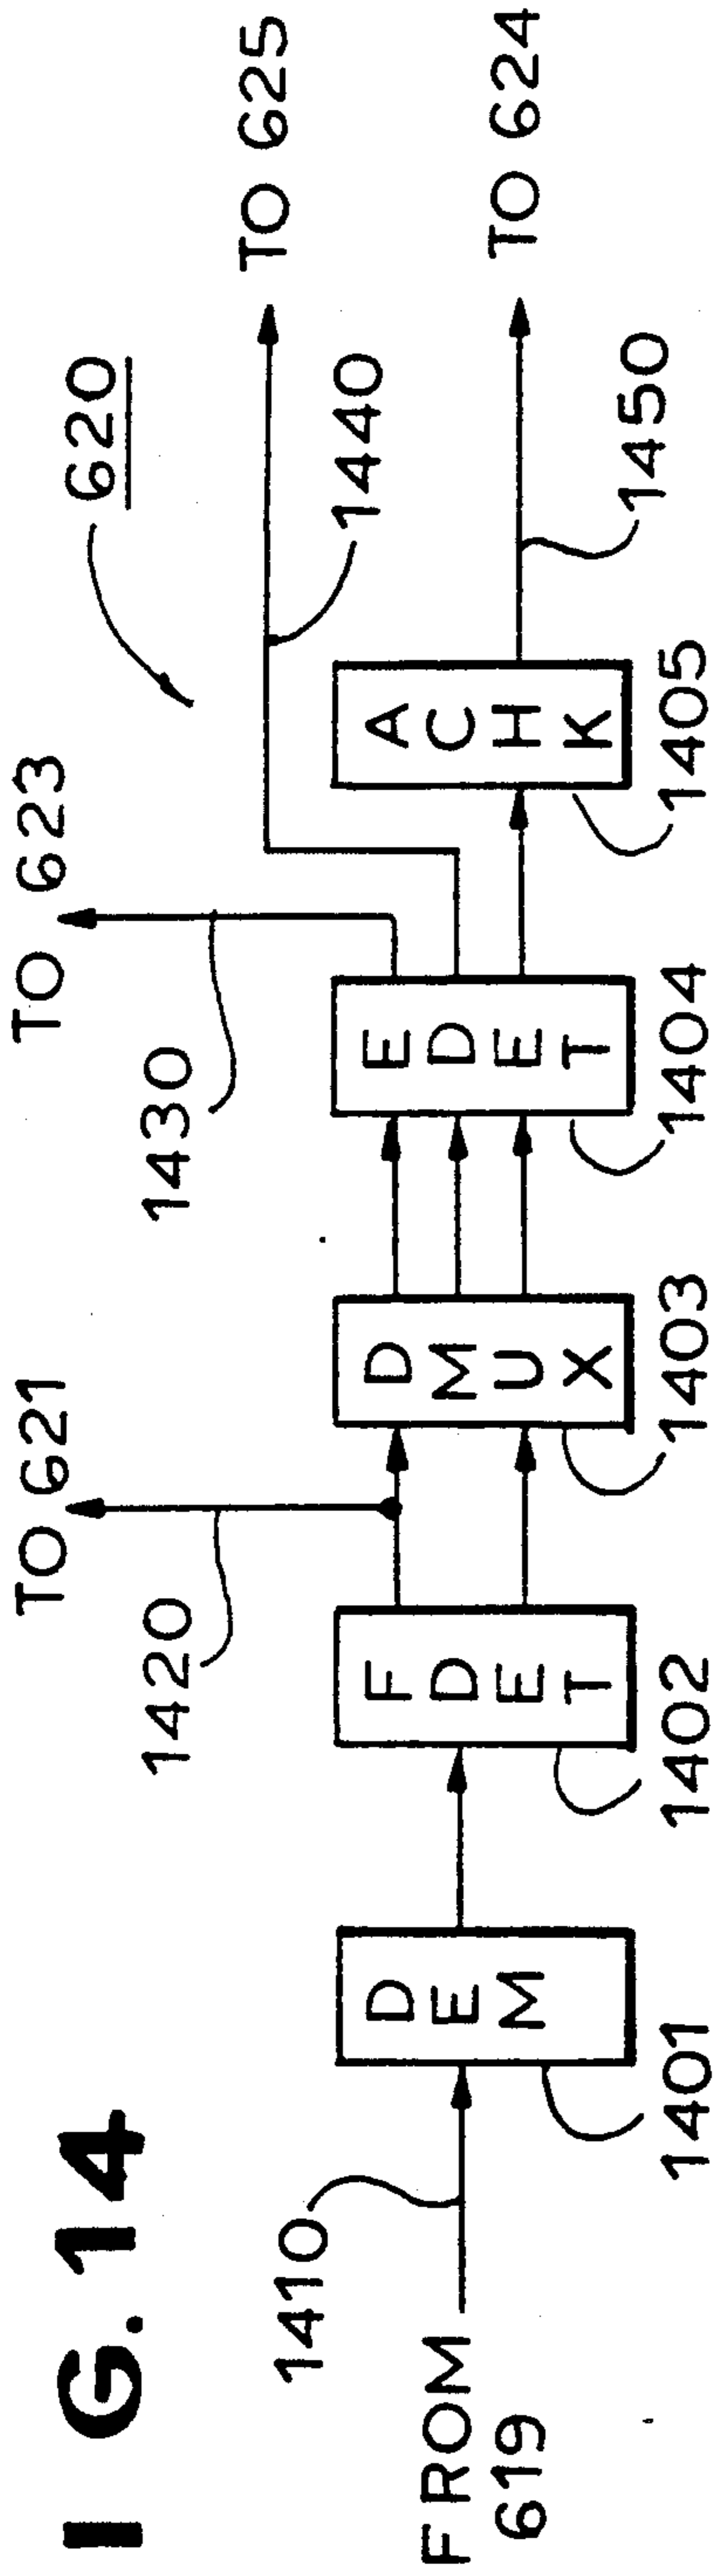 I G. 14
620
TO 621
TO 623
TO 625
TO 624
1420
1430
1440
1450
1410
FROM
619
DEM
FDET
DMUX
EDET
ACHK
1401
1402
1403
1404
1405